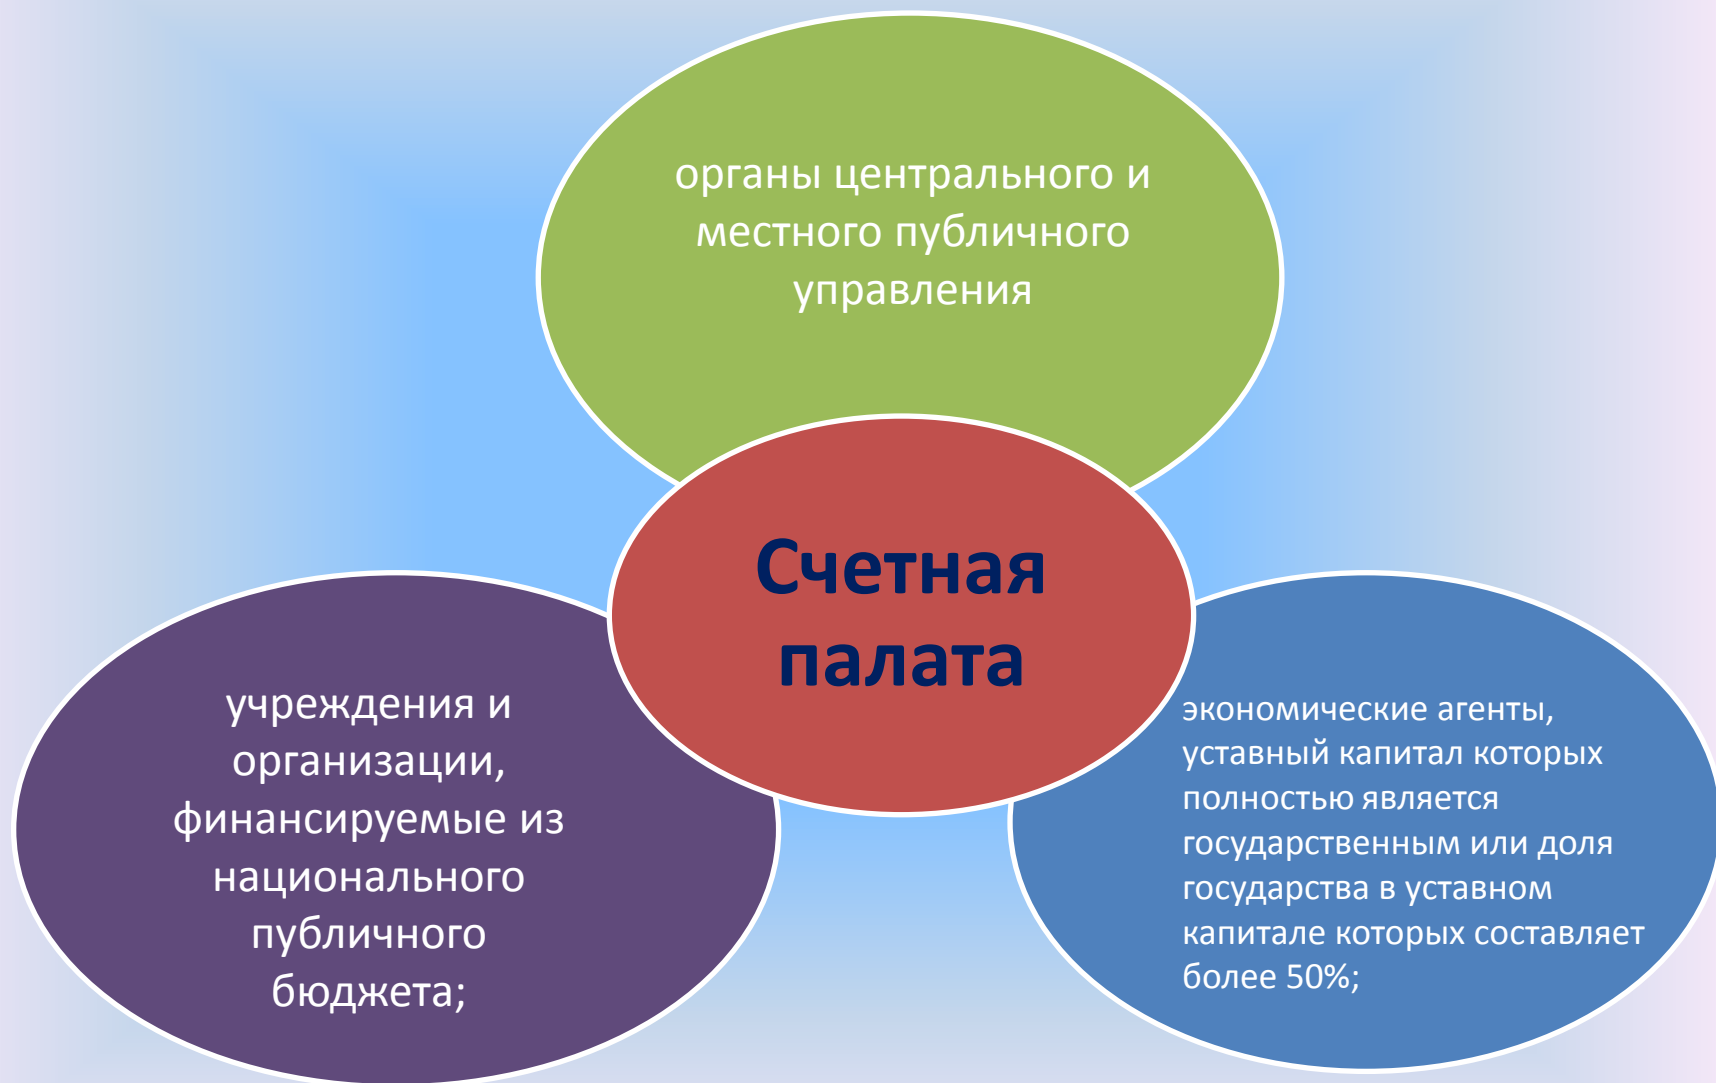 органы центрального и
местного публичного
управления
Счетная
палата
учреждения и
организации,
финансируемые из
национального
публичного
бюджета;
экономические агенты,
уставный капитал которых
полностью является
государственным или доля
государства в уставном
капитале которых составляет
более 50%;